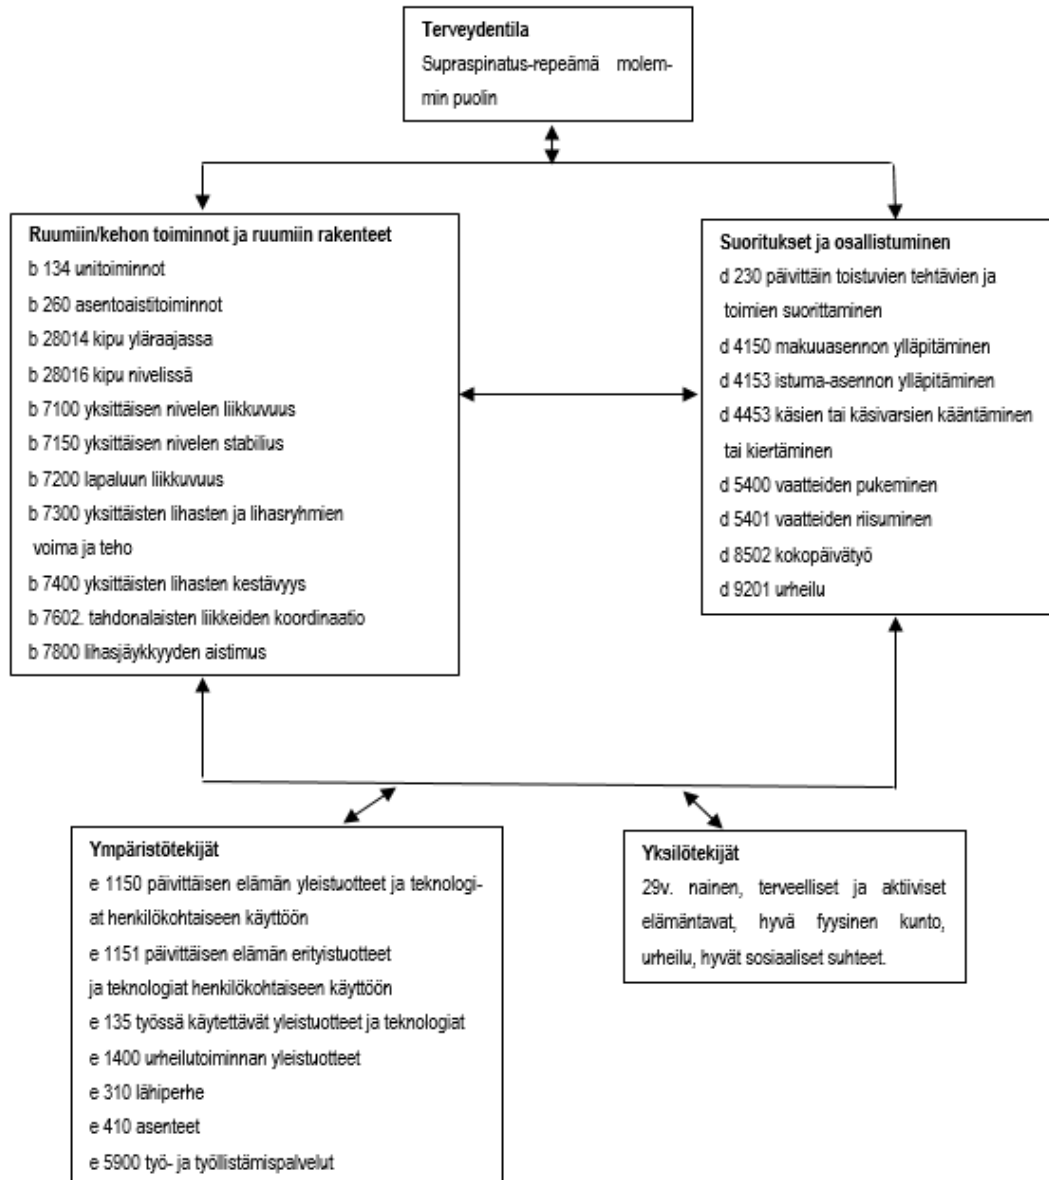 Terveydentila
Supraspinatus-repeämä molem-
min puolin
Ruumiin/kehon toiminnot ja ruumiin rakenteet
b 134 unitoiminnot
b 260 asentoaistitoiminnot
b 28014 kipu yläraajassa
b 28016 kipu nivelissä
b 7100 yksittäisen nivelen liikkuvuus
b 7150 yksittäisen nivelen stabilius
b 7200 lapaluun liikkuvuus
b 7300 yksittäisten lihasten ja lihasryhmien
voima ja teho
b 7400 yksittäisten lihasten kestävyys
b 7602. tahdonalaisten liikkeiden koordinaatio
b 7800 lihasjäykkyyden aistimus
Suoritukset ja osallistuminen
d 230 päivittäin toistuvien tehtävien ja
toimien suorittaminen
d 4150 makuuasennon ylläpitäminen
d 4153 istuma-asennon ylläpitäminen
d 4453 käsien tai käsivarsien kääntäminen
tai kiertäminen
d 5400 vaatteiden pukeminen
d 5401 vaatteiden riisuminen
d 8502 kokopäivätyö
d 9201 urheilu
Ympäristötekijät
e 1150 päivittäisen elämän yleistuotteet ja teknologi-
at henkilökohtaiseen käyttöön
e 1151 päivittäisen elämän erityistuotteet
ja teknologiat henkilökohtaiseen käyttöön
e 135 työssä käytettävät yleistuotteet ja teknologiat
e 1400 urheilutoiminnan yleistuotteet
e 310 lähiperhe
e 410 asenteet
e 5900 työ- ja työllistämispalvelut
Yksilötekijät
29v. nainen, terveelliset ja aktiiviset
elämäntavat, hyvä fyysinen kunto,
urheilu, hyvät sosiaaliset suhteet.